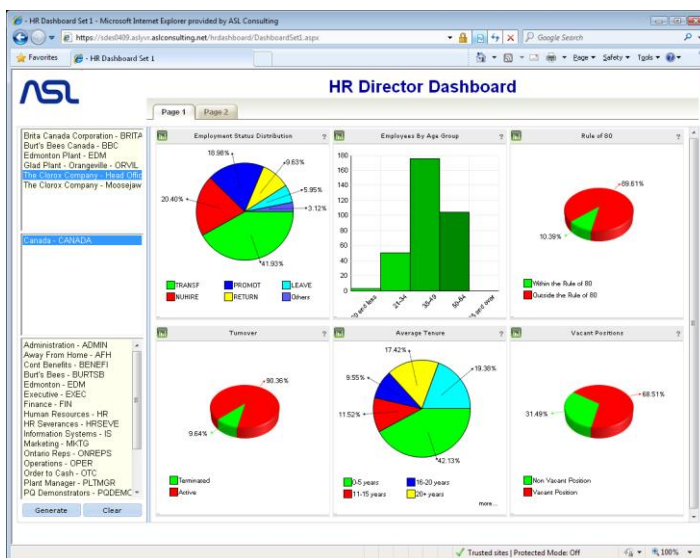 - HR Dashboard Set 1 - Microsoft Internet Explorer provided by ASL Consulting
https://sdes0409.aslyvr.aslconsulting.net/hrdashboard/DashboardSet1.aspx
Google Search
Favorites
- HR Dashboard Set 1
Page
Safety
Tools
ASL
HR Director Dashboard
Page 1
Page 2
Brita Canada Corporation - BRITA
Burt's Bees Canada - BBC
Edmonton Plant - EDM
Glad Plant - Orangeville - ORVIL
The Clorox Company - Head Offic
The Clorox Company - Moosejaw
Canada - CANADA
Administration - ADMIN
Away From Home - AFH
Cont Benefits - BENEFI
Burt's Bees - BURTSB
Edmonton - EDM
Executive - EXEC
Finance - FIN
Human Resources - HR
HR Severances - HRSEVE
Information Systems - IS
Marketing - MKTG
Ontario Reps - ONREPS
Operations - OPER
Order to Cash - OTC
Plant Manager - PLTMGR
PQ Demonstrators - PQDEMC
Generate
Clear
Employment Status Distribution
?
18.98%
9.63%
5.95%
3.12%
20.40%
41.93%
TRANSF
PROMOT
LEAVE
NUHIRE
RETURN
Others
Employees By Age Group
?
180
160
140
120
100
80
60
40
20
0
and less
21-34
35-49
50-64
and over
Rule of 80
?
89.61%
10.39%
Within the Rule of 80
Outside the Rule of 80
Turnover
?
90.36%
9.64%
Terminated
Active
Average Tenure
?
17.42%
19.38%
9.55%
11.52%
42.13%
0-5 years
16-20 years
11-15 years
20+ years
more...
Vacant Positions
?
68.51%
31.49%
Non Vacant Position
Vacant Position
Trusted sites | Protected Mode: Off
100%